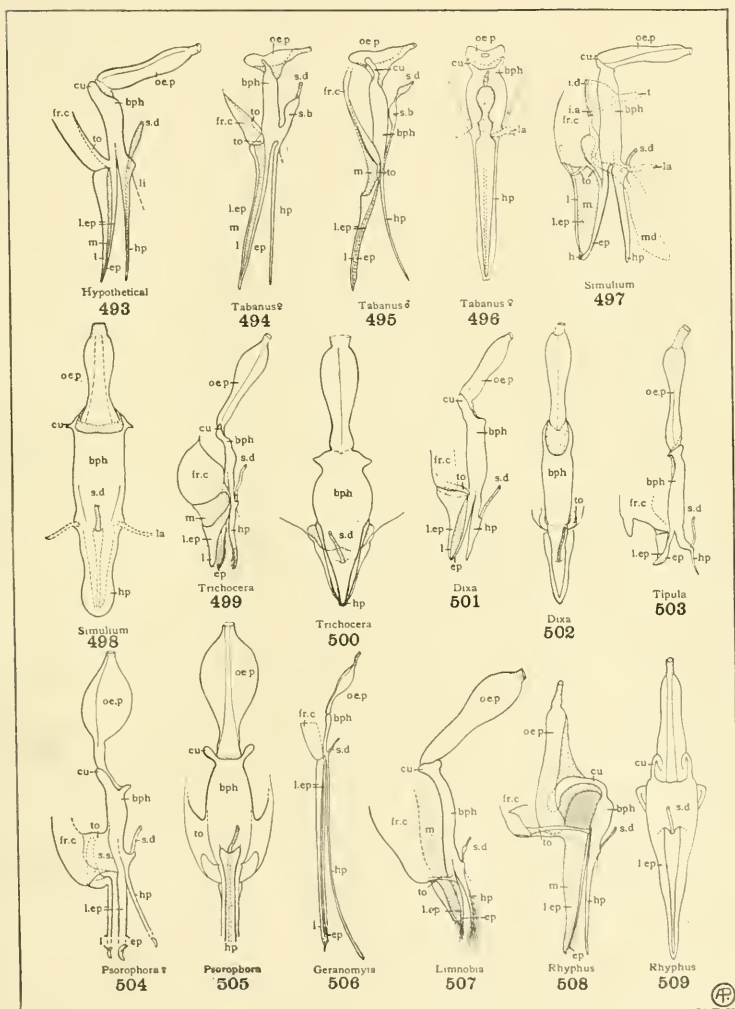 oe.p
cu
bph
oe.p
fr.c
to
s.d
li
l.ep
m
l
ep
hp
Hypothetical
493
oe.p
bph
s.d
fr.c
to
s.b
to
l.ep
m
l
ep
hp
Tabanus♀
494
oe.p
cu
s.d
fr.c
s.b
bph
m
to
l.ep
l
ep
hp
Tabanus♂
495
oe.p
cu
bph
la
hp
Tabanus♀
496
oe.p
cu
t.d
t
i.a
bph
fr.c
s.d
la
to
l
m
l.ep
md
h
ep
hp
Simulium
497
oe.p
cu
bph
s.d
la
hp
Simulium
498
oe.p
cu
bph
s.d
fr.c
m
hp
l.ep
l
ep
Trichocera
499
bph
s.d
hp
Trichocera
500
oe.p
cu
bph
fr.c
to
s.d
l.ep
hp
l
ep
Dixa
501
bph
to
Dixa
502
oe.p
bph
s.d
fr.c
l.ep
ep
hp
Tipula
503
oe.p
cu
bph
to
fr.c
s.s
s.d
hp
l.ep
l
ep
Psorophora♀
504
oe.p
cu
bph
to
s.d
hp
Psorophora
505
oe.p
fr.c
bph
s.d
l.ep
hp
l
ep
Geranomyia
506
oe.p
cu
fr.c
m
bph
s.d
to
hp
l.ep
ep
Limnobia
507
oe.p
cu
fr.c
bph
s.d
to
m
l.ep
hp
ep
Rhyphus
508
cu
s.d
l.ep
Rhyphus
509